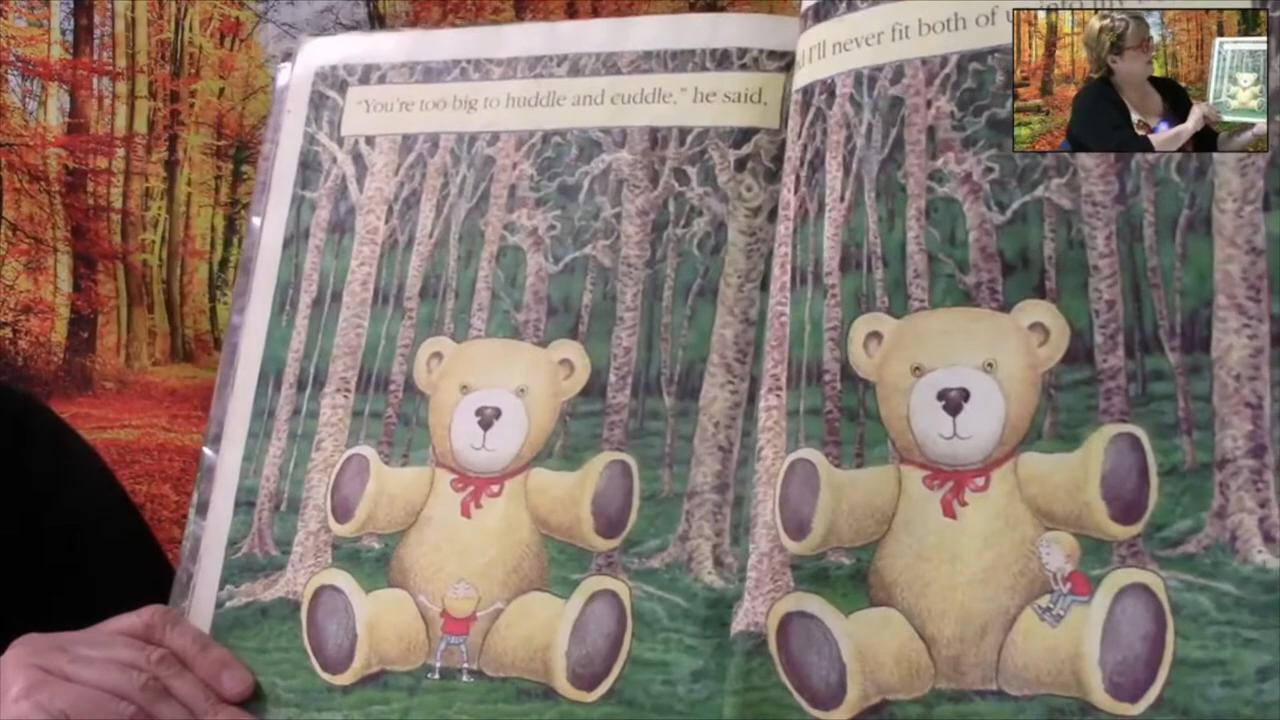 "You're too big to huddle and cuddle," he said,
I'll never fit both of